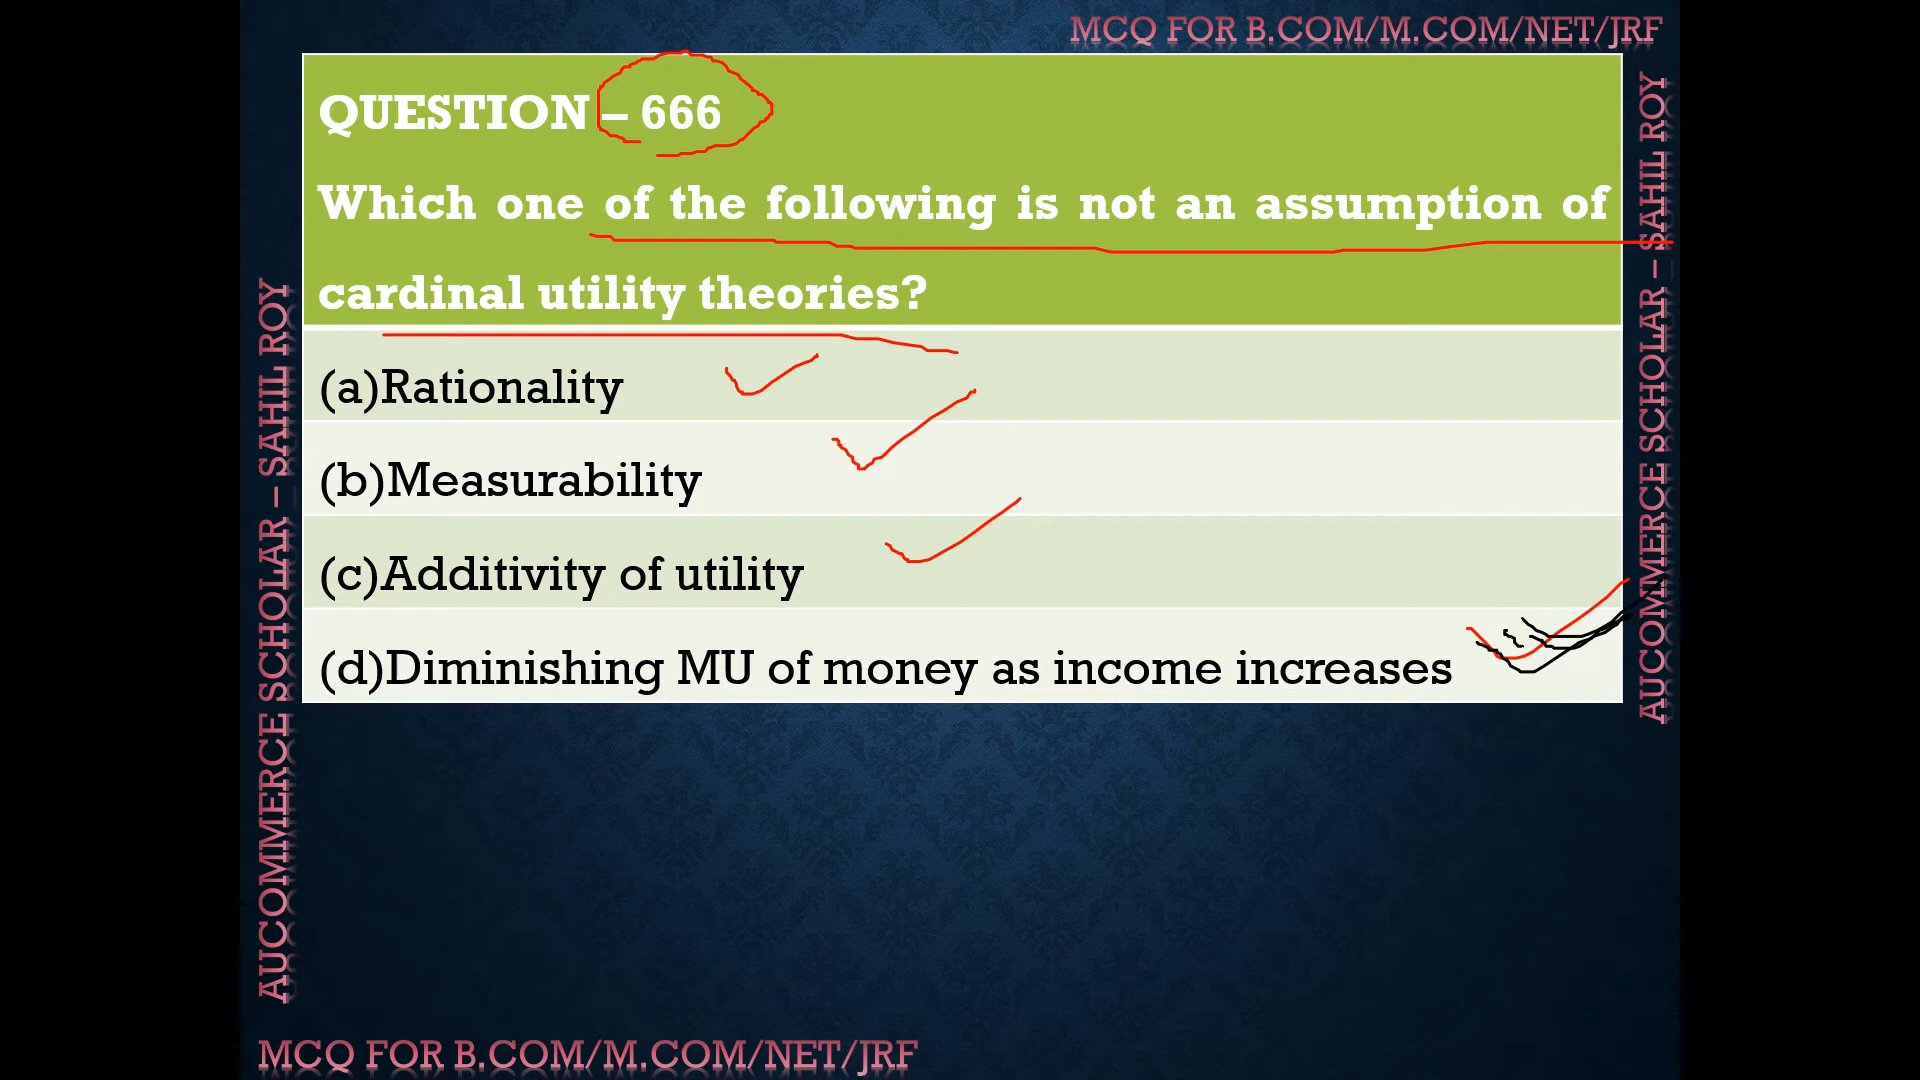 MCQ FOR B.COM/M.COM/NET/JRF
QUESTION – 666
Which one of the following is not an assumption of
cardinal utility theories?
(a)Rationality
(b)Measurability
(c)Additivity of utility
(d)Diminishing MU of money as income increases
AUCOMMERCE SCHOLAR – SAHIL ROY
AUCOMMERCE SCHOLAR – SAHIL ROY
MCQ FOR B.COM/M.COM/NET/JRF